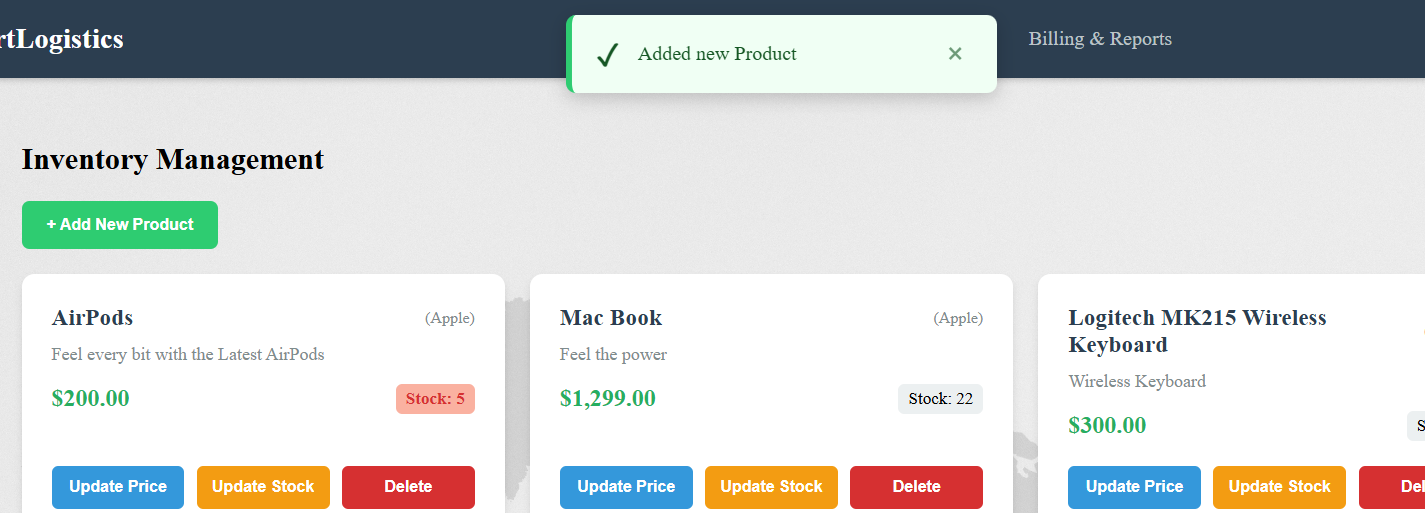 rtLogistics
✓ Added new Product ×
Billing & Reports
Inventory Management
+ Add New Product
AirPods (Apple)
Feel every bit with the Latest AirPods
$200.00 Stock: 5
Update Price Update Stock Delete
Mac Book (Apple)
Feel the power
$1,299.00 Stock: 22
Update Price Update Stock Delete
Logitech MK215 Wireless
Keyboard
Wireless Keyboard
$300.00
Update Price Update Stock